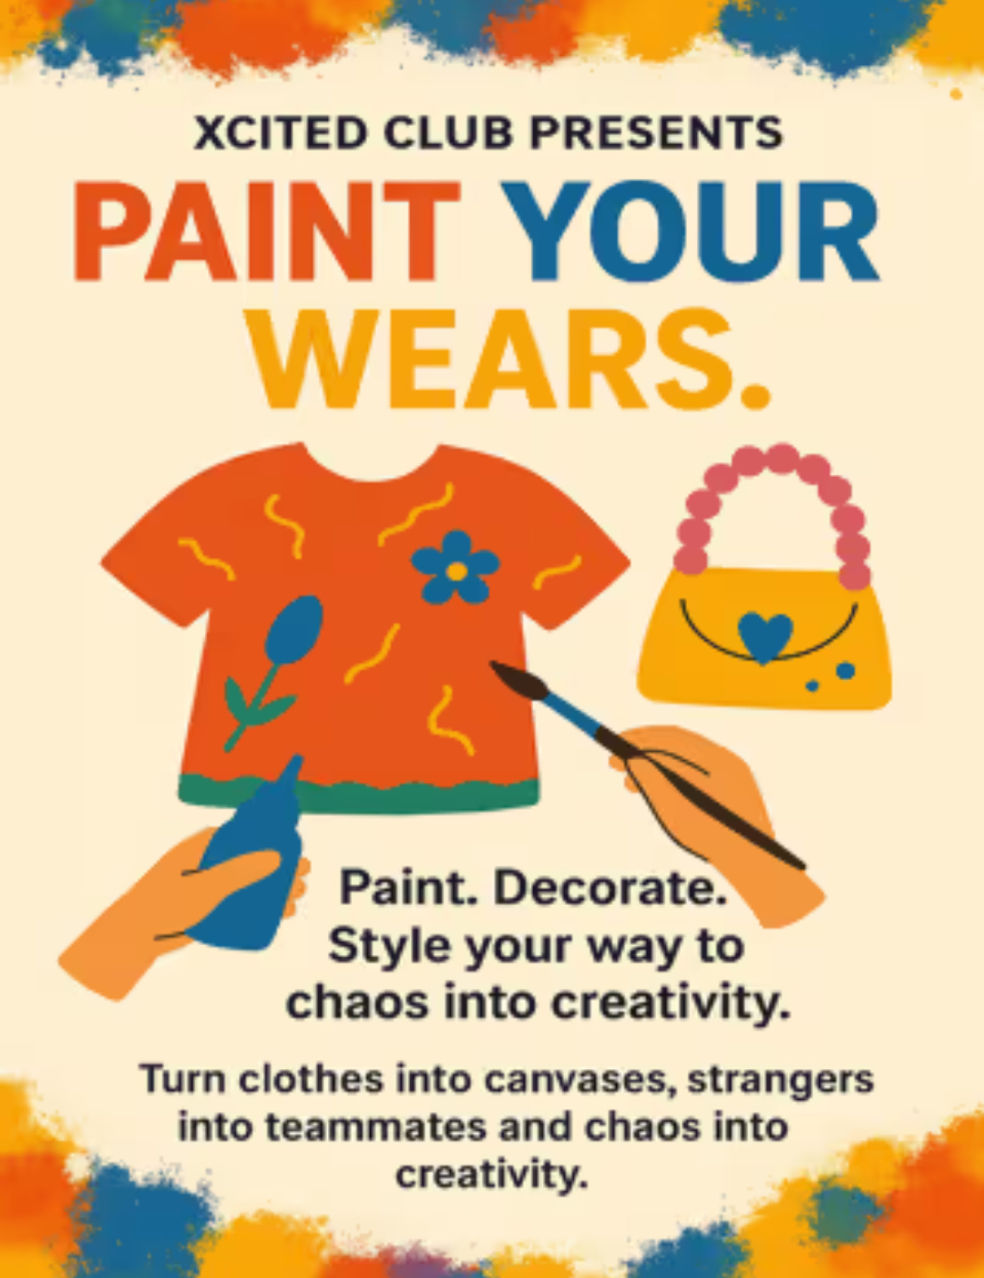 XCITED CLUB PRESENTS
PAINT YOUR
WEARS.
Paint. Decorate.
Style your way to
chaos into creativity.
Turn clothes into canvases, strangers
into teammates and chaos into
creativity.